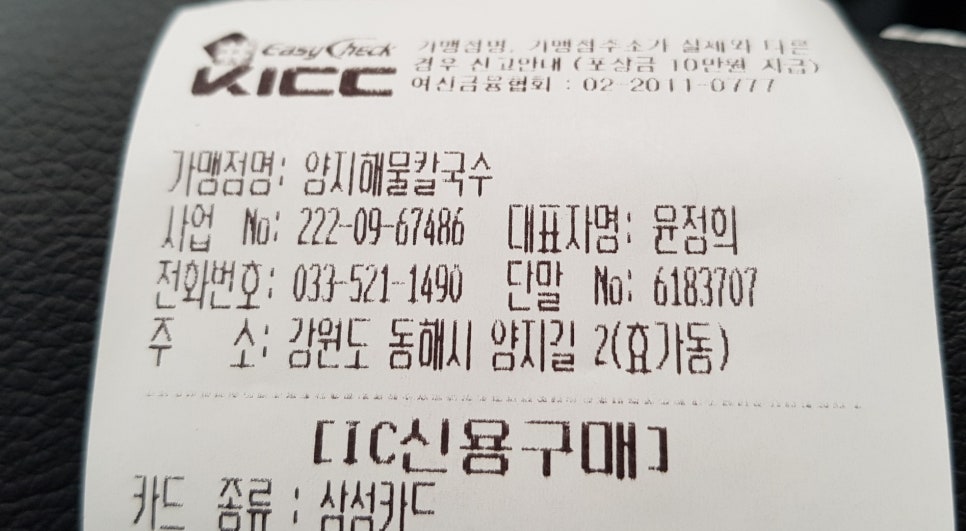 Easy Check
KICC
가맹점명, 가맹점주소가 실제와 다른
경우 신고안내 (포상금 10만원 지급)
여신금융협회 : 02-2011-0777
가맹점명: 양지해물칼국수
사업 No: 222-09-67486 대표자명: 윤정희
전화번호: 033-521-1490 단말 No: 6183707
주 소: 강원도 동해시 양지길 2(효가동)
[IC신용구매]
카드 종류 : 삼성카드